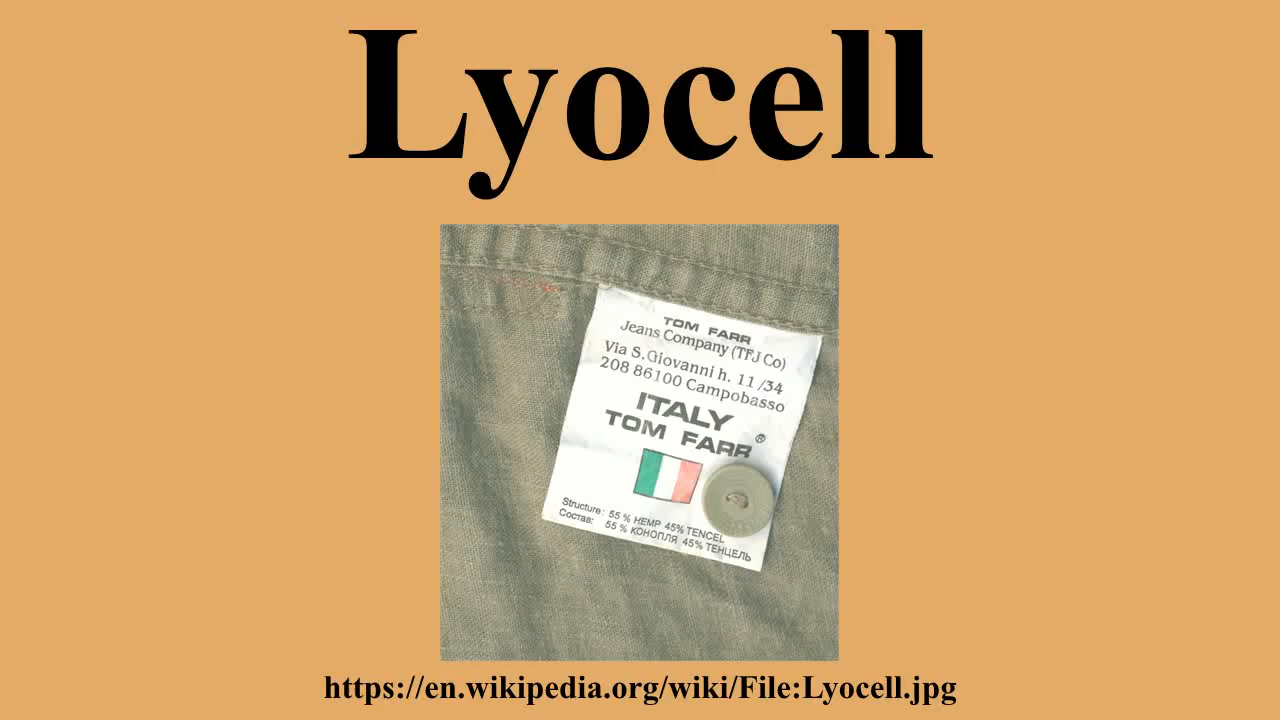 Lyocell
TOM FARR
Jeans Company (TFJ Co)
Via S.Giovanni h. 11/34
208 86100 Campobasso
ITALY
TOM FARR ®
Structure: 55 % HEMP 45% TENCEL
Состав: 55 % КОНОПЛЯ 45% ТЕНЦЕЛЬ
https://en.wikipedia.org/wiki/File:Lyocell.jpg